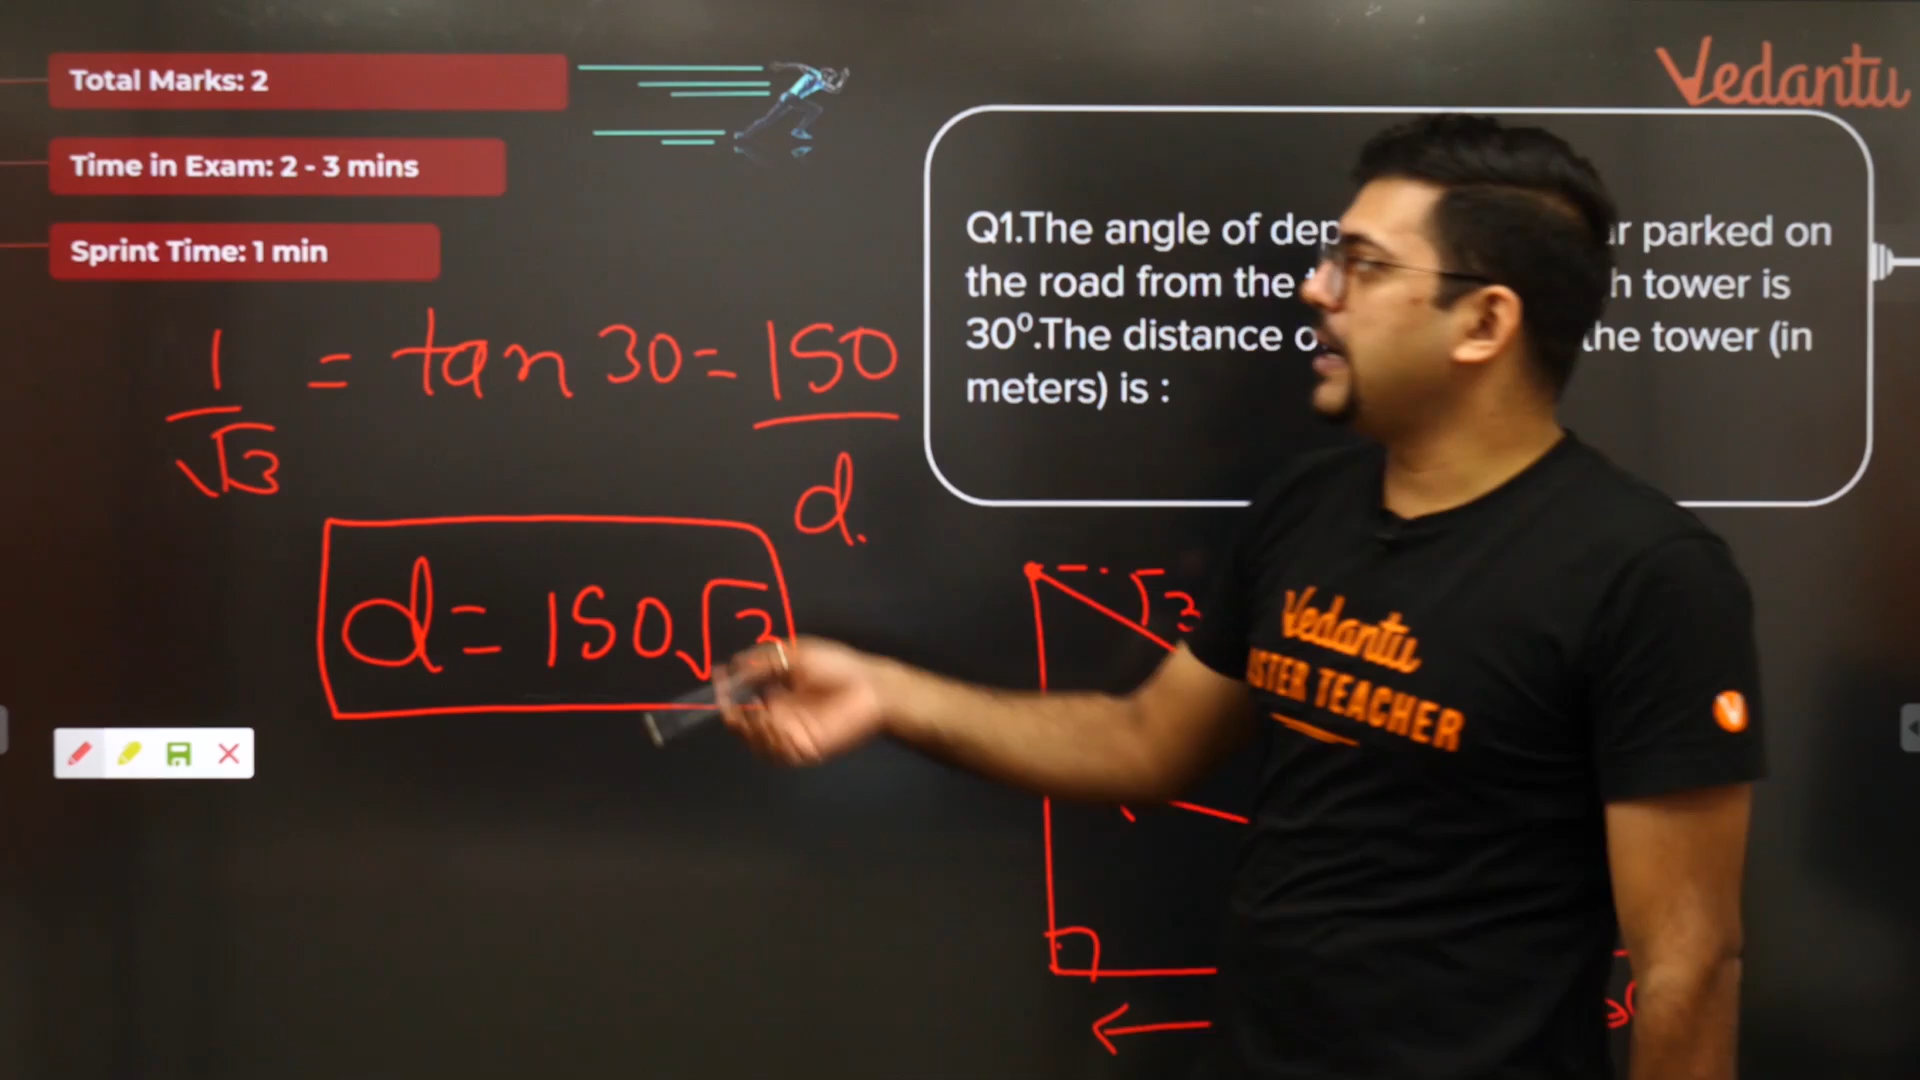 Total Marks: 2
Time in Exam: 2 - 3 mins
Sprint Time: 1 min
Vedantu
Q1.The angle of ar parked on
the road from the h tower is
30⁰.The distance the tower (in
meters) is :
1/√3 = tan 30 = 150/d.
d = 150√3
Vedantu
TEACHER